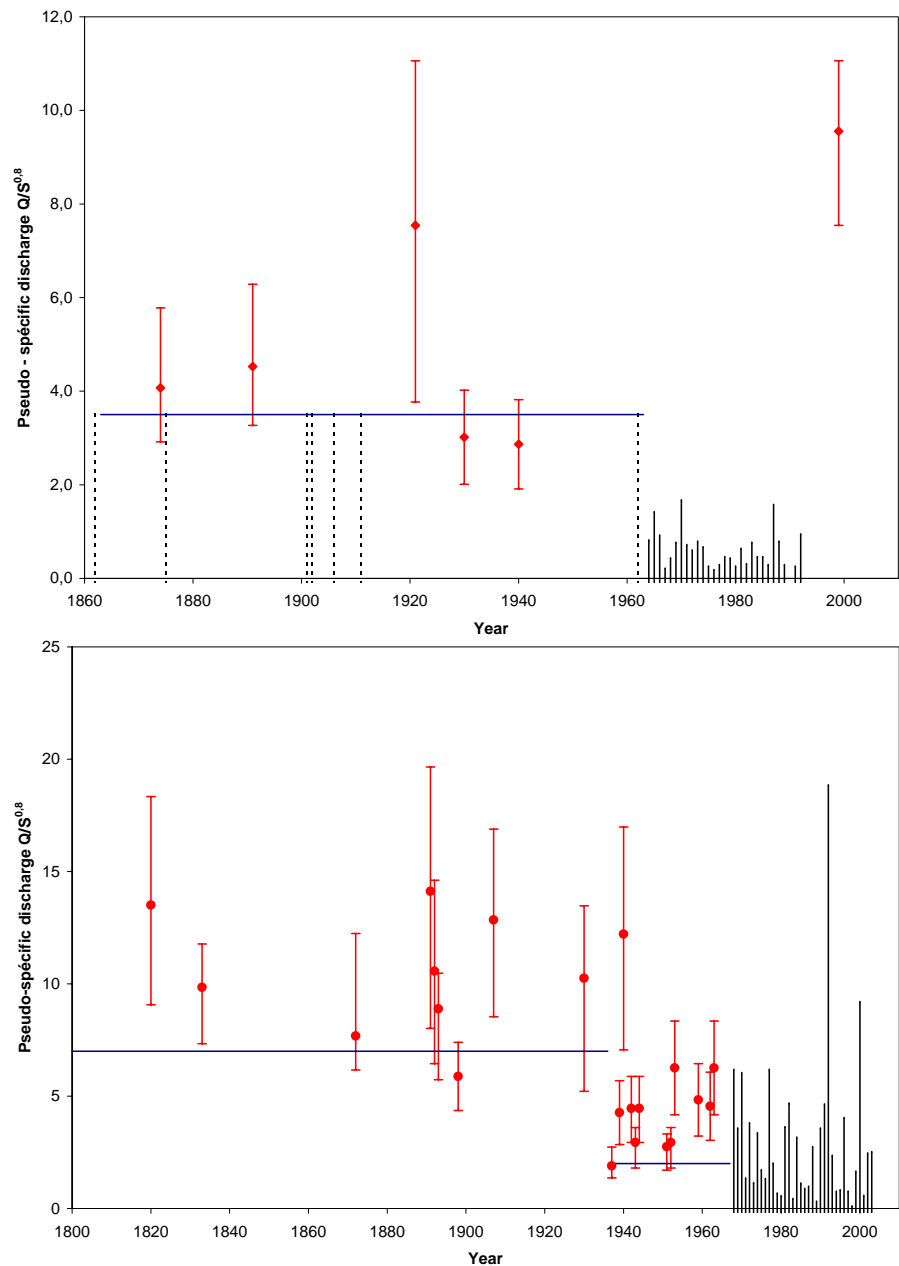 12,0
10,0
8,0
6,0
4,0
2,0
0,0
Pseudo - spécific discharge Q/S0,8
1860 1880 1900 1920 1940 1960 1980 2000
Year
25
20
15
10
5
0
Pseudo-spécific discharge Q/S0,8
1800 1820 1840 1860 1880 1900 1920 1940 1960 1980 2000
Year